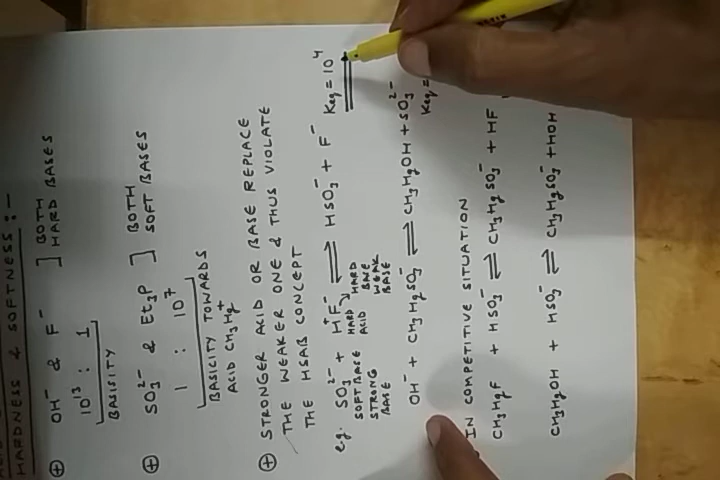 HARDNESS & SOFTNESS :-
⊕ OH⁻ & F⁻ ] BOTH HARD BASES
10¹³ : 1
BASISITY
⊕ SO₃²⁻ & Et₃P ] BOTH SOFT BASES
1 : 10⁷
BASICITY TOWARDS
ACID CH₃Hg⁺
⊕ STRONGER ACID OR BASE REPLACE
THE WEAKER ONE & THUS VIOLATE
THE HSAB CONCEPT
e.g. SO₃²⁻ + HF ⇌ HSO₃⁻ + F⁻ Keq = 10⁴
SOFT BASE STRONG BASE
HARD ACID
HARD BASE WEAK BASE
OH⁻ + CH₃HgSO₃⁻ ⇌ CH₃HgOH + SO₃²⁻
Keq =
IN COMPETITIVE SITUATION
CH₃HgF + HSO₃⁻ ⇌ CH₃HgSO₃⁻ + HF
CH₃HgOH + HSO₃⁻ ⇌ CH₃HgSO₃⁻ + HOH